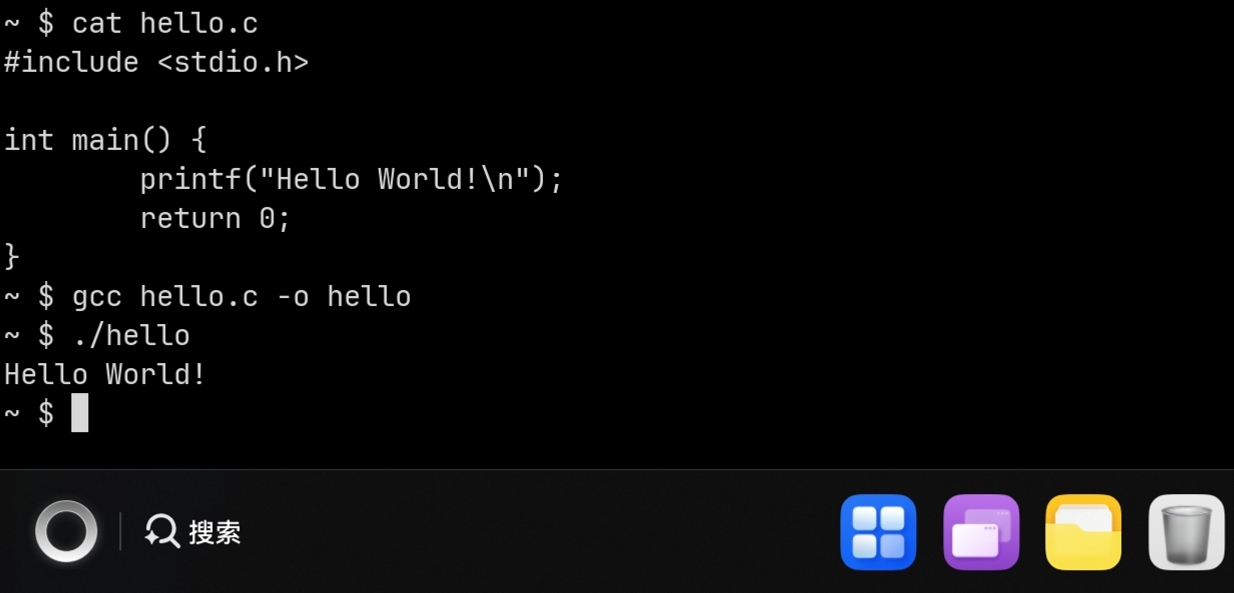 ~ $ cat hello.c
#include <stdio.h>

int main() {
        printf("Hello World!\n");
        return 0;
}
~ $ gcc hello.c -o hello
~ $ ./hello
Hello World!
~ $
搜索